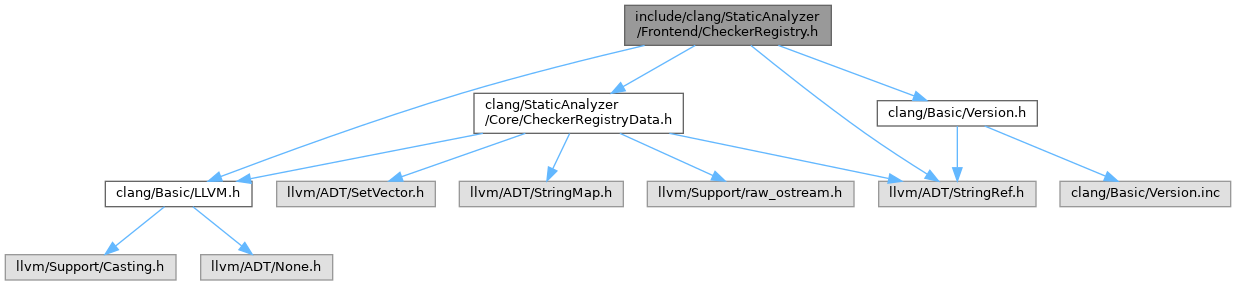 include/clang/StaticAnalyzer
/Frontend/CheckerRegistry.h
clang/StaticAnalyzer
/Core/CheckerRegistryData.h
clang/Basic/Version.h
clang/Basic/LLVM.h
llvm/ADT/SetVector.h
llvm/ADT/StringMap.h
llvm/Support/raw_ostream.h
llvm/ADT/StringRef.h
clang/Basic/Version.inc
llvm/Support/Casting.h
llvm/ADT/None.h